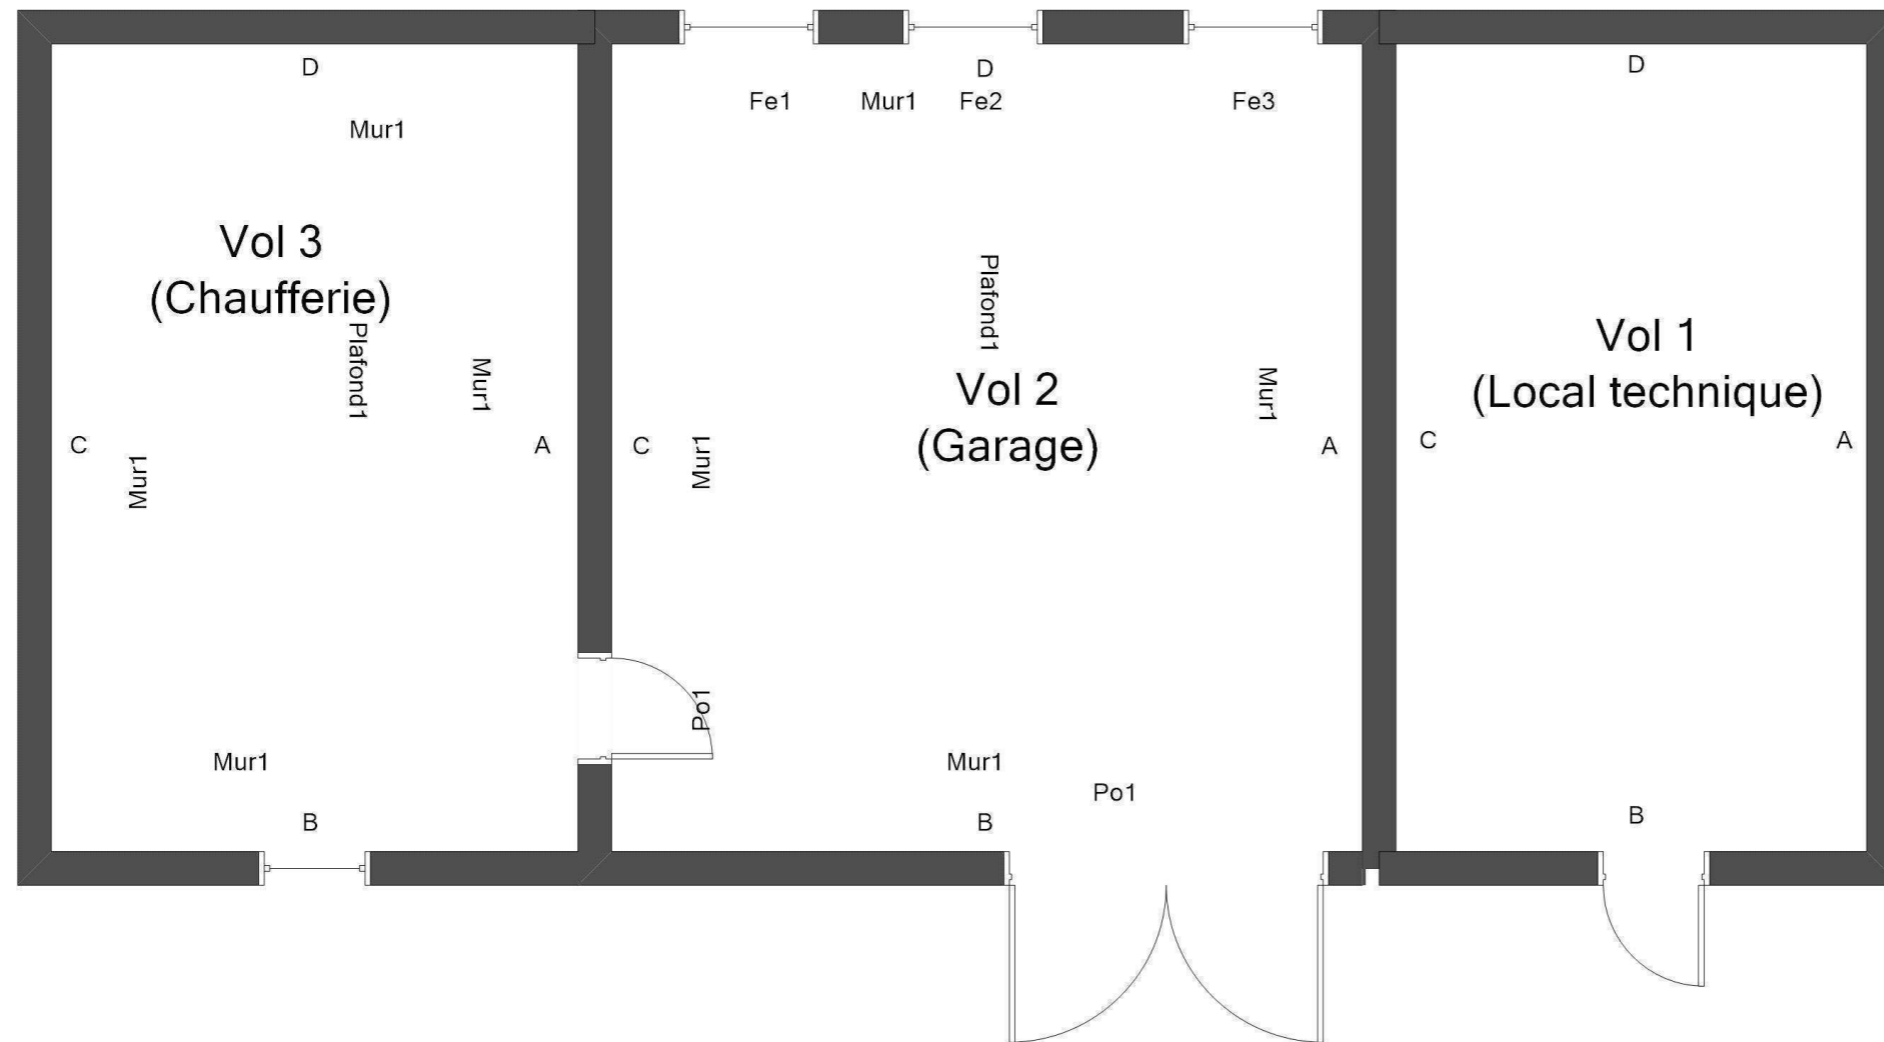 D
Mur1
Vol 3
(Chaufferie)
Plafond1
Mur1
C
Mur1
A
Mur1
B
D
Fe1
Mur1
Fe2
Fe3
Plafond1
Vol 2
(Garage)
Mur1
C
Mur1
A
Po1
Mur1
Po1
B
D
Vol 1
(Local technique)
C
A
B